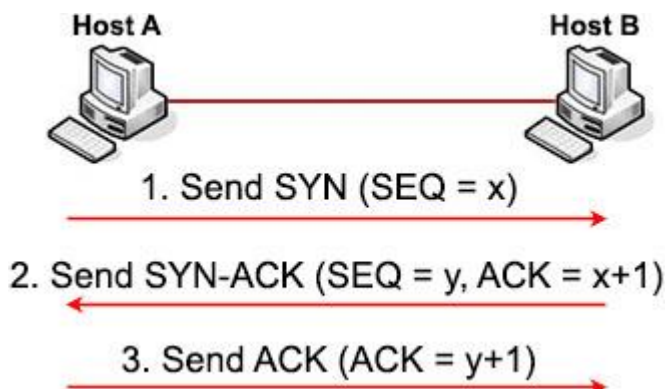 Host A
Host B
1. Send SYN (SEQ = x)
2. Send SYN-ACK (SEQ = y, ACK = x+1)
3. Send ACK (ACK = y+1)